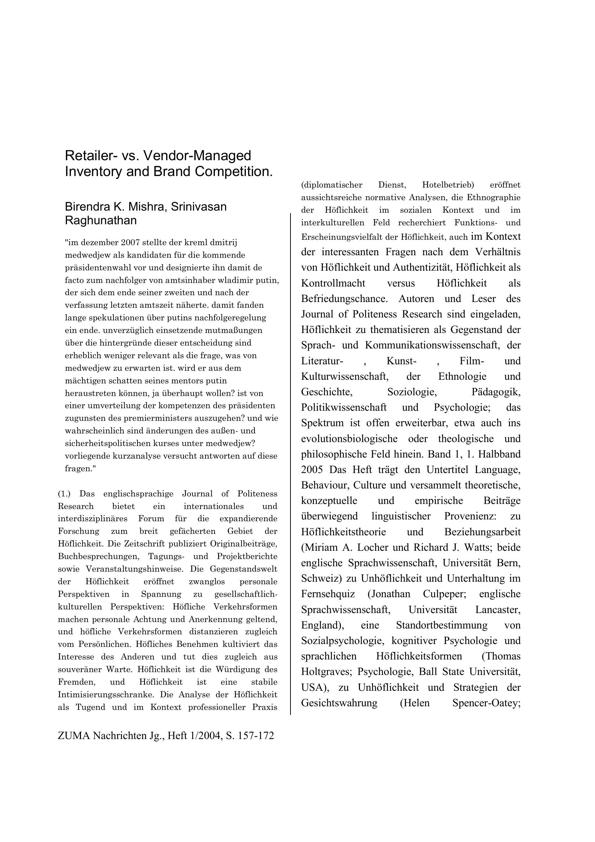 Retailer- vs. Vendor-Managed
Inventory and Brand Competition.
Birendra K. Mishra, Srinivasan
Raghunathan
"im dezember 2007 stellte der kreml dmitrij
medwedjew als kandidaten für die kommende
präsidentenwahl vor und designierte ihn damit de
facto zum nachfolger von amtsinhaber wladimir putin,
der sich dem ende seiner zweiten und nach der
verfassung letzten amtszeit näherte. damit fanden
lange spekulationen über putins nachfolgeregelung
ein ende. unverzüglich einsetzende mutmaßungen
über die hintergründe dieser entscheidung sind
erheblich weniger relevant als die frage, was von
medwedjew zu erwarten ist. wird er aus dem
mächtigen schatten seines mentors putin
heraustreten können, ja überhaupt wollen? ist von
einer umverteilung der kompetenzen des präsidenten
zugunsten des premierministers auszugehen? und wie
wahrscheinlich sind änderungen des außen- und
sicherheitspolitischen kurses unter medwedjew?
vorliegende kurzanalyse versucht antworten auf diese
fragen."
(1.) Das englischsprachige Journal of Politeness
Research bietet ein internationales und
interdisziplinäres Forum für die expandierende
Forschung zum breit gefächerten Gebiet der
Höflichkeit. Die Zeitschrift publiziert Originalbeiträge,
Buchbesprechungen, Tagungs- und Projektberichte
sowie Veranstaltungshinweise. Die Gegenstandswelt
der Höflichkeit eröffnet zwanglos personale
Perspektiven in Spannung zu gesellschaftlich-
kulturellen Perspektiven: Höfliche Verkehrsformen
machen personale Achtung und Anerkennung geltend,
und höfliche Verkehrsformen distanzieren zugleich
vom Persönlichen. Höfliches Benehmen kultiviert das
Interesse des Anderen und tut dies zugleich aus
souveräner Warte. Höflichkeit ist die Würdigung des
Fremden, und Höflichkeit ist eine stabile
Intimisierungsschranke. Die Analyse der Höflichkeit
als Tugend und im Kontext professioneller Praxis
(diplomatischer Dienst, Hotelbetrieb) eröffnet
aussichtsreiche normative Analysen, die Ethnographie
der Höflichkeit im sozialen Kontext und im
interkulturellen Feld recherchiert Funktions- und
Erscheinungsvielfalt der Höflichkeit, auch im Kontext
der interessanten Fragen nach dem Verhältnis
von Höflichkeit und Authentizität, Höflichkeit als
Kontrollmacht versus Höflichkeit als
Befriedungschance. Autoren und Leser des
Journal of Politeness Research sind eingeladen,
Höflichkeit zu thematisieren als Gegenstand der
Sprach- und Kommunikationswissenschaft, der
Literatur- , Kunst- , Film- und
Kulturwissenschaft, der Ethnologie und
Geschichte, Soziologie, Pädagogik,
Politikwissenschaft und Psychologie; das
Spektrum ist offen erweiterbar, etwa auch ins
evolutionsbiologische oder theologische und
philosophische Feld hinein. Band 1, 1. Halbband
2005 Das Heft trägt den Untertitel Language,
Behaviour, Culture und versammelt theoretische,
konzeptuelle und empirische Beiträge
überwiegend linguistischer Provenienz: zu
Höflichkeitstheorie und Beziehungsarbeit
(Miriam A. Locher und Richard J. Watts; beide
englische Sprachwissenschaft, Universität Bern,
Schweiz) zu Unhöflichkeit und Unterhaltung im
Fernsehquiz (Jonathan Culpeper; englische
Sprachwissenschaft, Universität Lancaster,
England), eine Standortbestimmung von
Sozialpsychologie, kognitiver Psychologie und
sprachlichen Höflichkeitsformen (Thomas
Holtgraves; Psychologie, Ball State Universität,
USA), zu Unhöflichkeit und Strategien der
Gesichtswahrung (Helen Spencer-Oatey;
ZUMA Nachrichten Jg., Heft 1/2004, S. 157-172